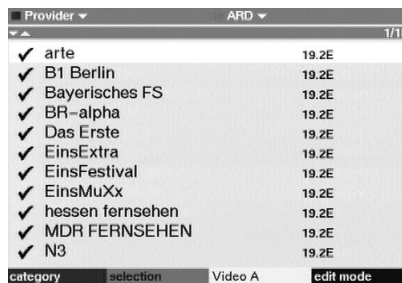 Provider ARD
1/1
arte 19.2E
B1 Berlin 19.2E
Bayerisches FS 19.2E
BR-alpha 19.2E
Das Erste 19.2E
EinsExtra 19.2E
EinsFestival 19.2E
EinsMuXx 19.2E
hessen fernsehen 19.2E
MDR FERNSEHEN 19.2E
N3 19.2E
category selection Video A edit mode